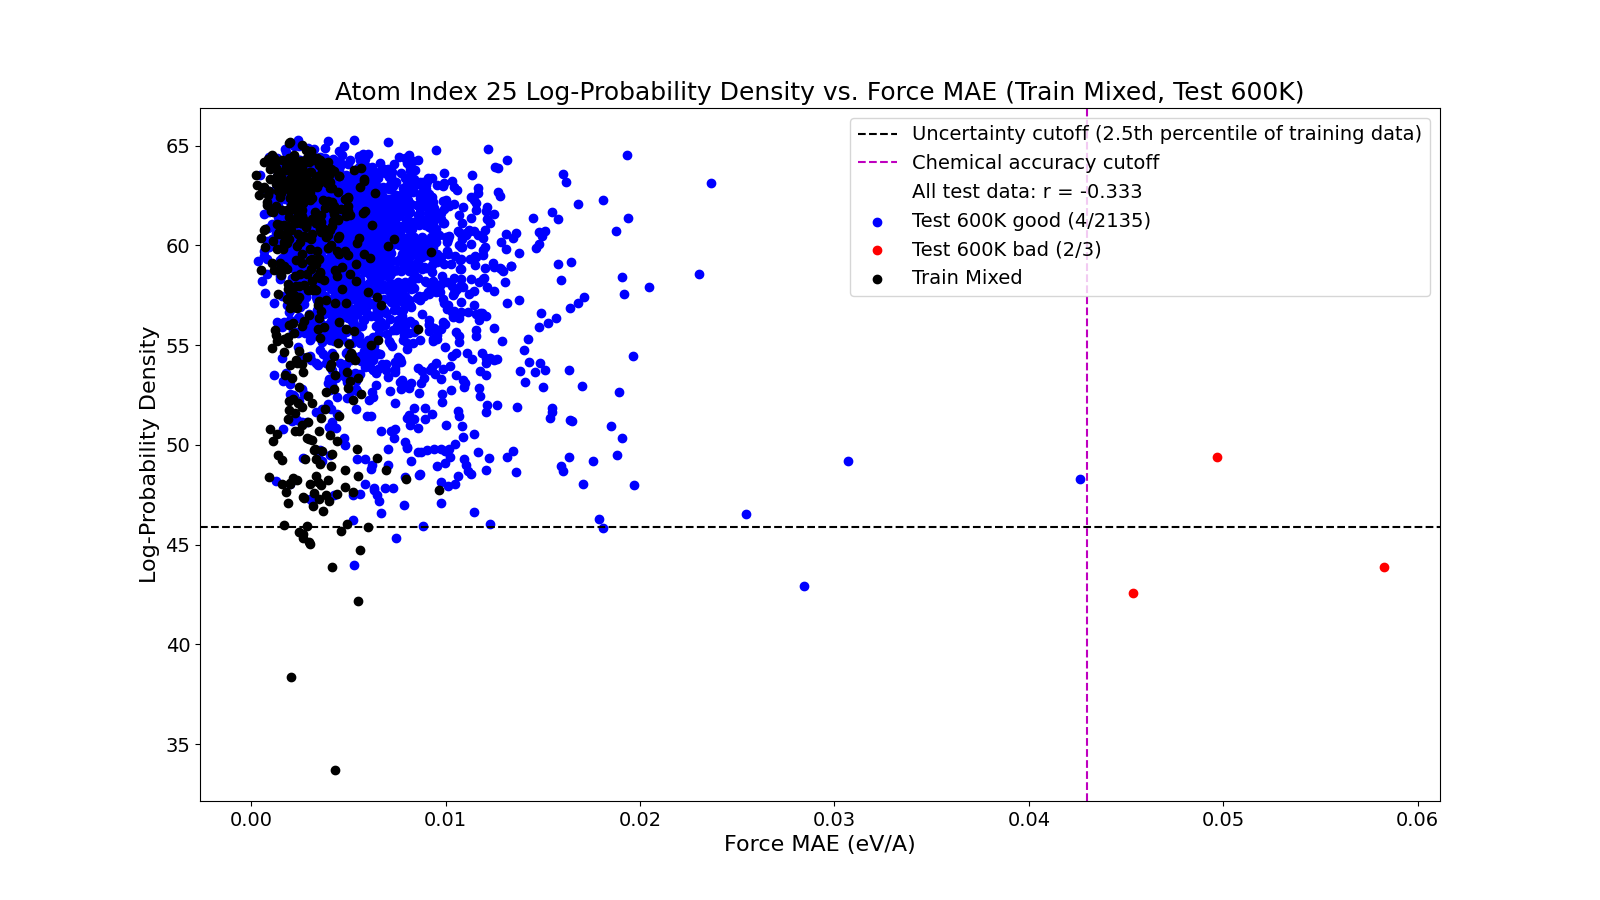 Atom Index 25 Log-Probability Density vs. Force MAE (Train Mixed, Test 600K)
Uncertainty cutoff (2.5th percentile of training data)
Chemical accuracy cutoff
All test data: r = -0.333
Test 600K good (4/2135)
Test 600K bad (2/3)
Train Mixed
Log-Probability Density
65
60
55
50
45
40
35
0.00 0.01 0.02 0.03 0.04 0.05 0.06
Force MAE (eV/A)